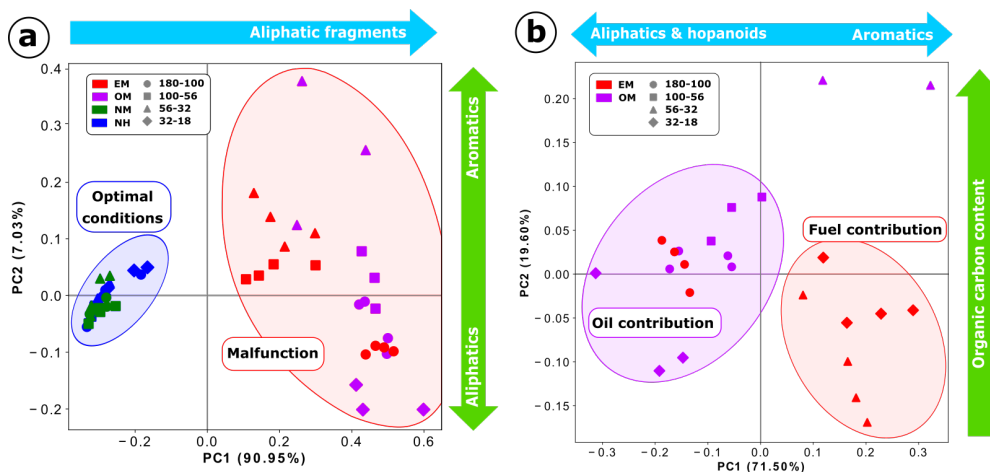 a
Aliphatic fragments
0.4
0.3
0.2
0.1
0.0
−0.1
−0.2
PC2 (7.03%)
EM
OM
NM
NH
180-100
100-56
56-32
32-18
Optimal
conditions
Malfunction
Aromatics
Aliphatics
−0.2
0.0
0.2
0.4
0.6
PC1 (90.95%)
b
Aliphatics & hopanoids
Aromatics
0.20
0.15
0.10
0.05
0.00
−0.05
−0.10
−0.15
PC2 (19.60%)
EM
OM
180-100
100-56
56-32
32-18
Fuel contribution
Oil contribution
Organic carbon content
−0.3
−0.2
−0.1
0.0
0.1
0.2
0.3
PC1 (71.50%)